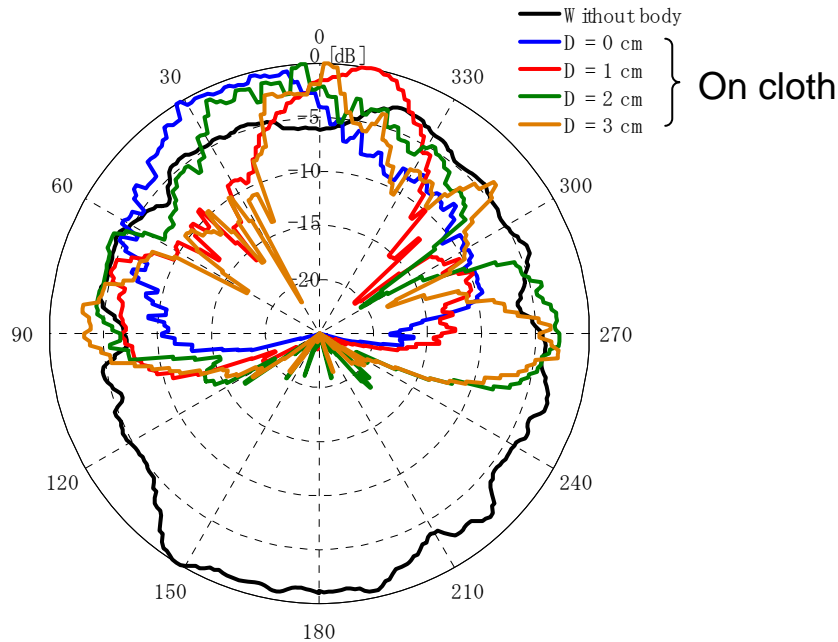 Without body
D = 0 cm
D = 1 cm
D = 2 cm
D = 3 cm
On cloth
0
0 [dB]
30
330
−5
−10
60
300
−15
−20
90
270
120
240
150
210
180